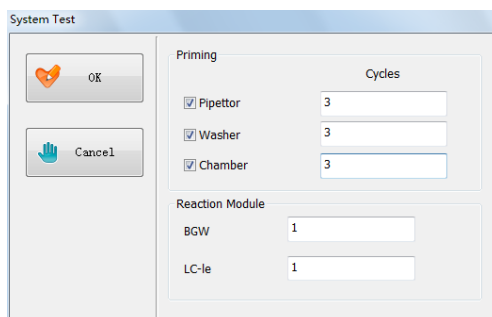 System Test
OK
Cancel
Priming
Cycles
Pipettor 3
Washer 3
Chamber 3
Reaction Module
BGW 1
LC-le 1